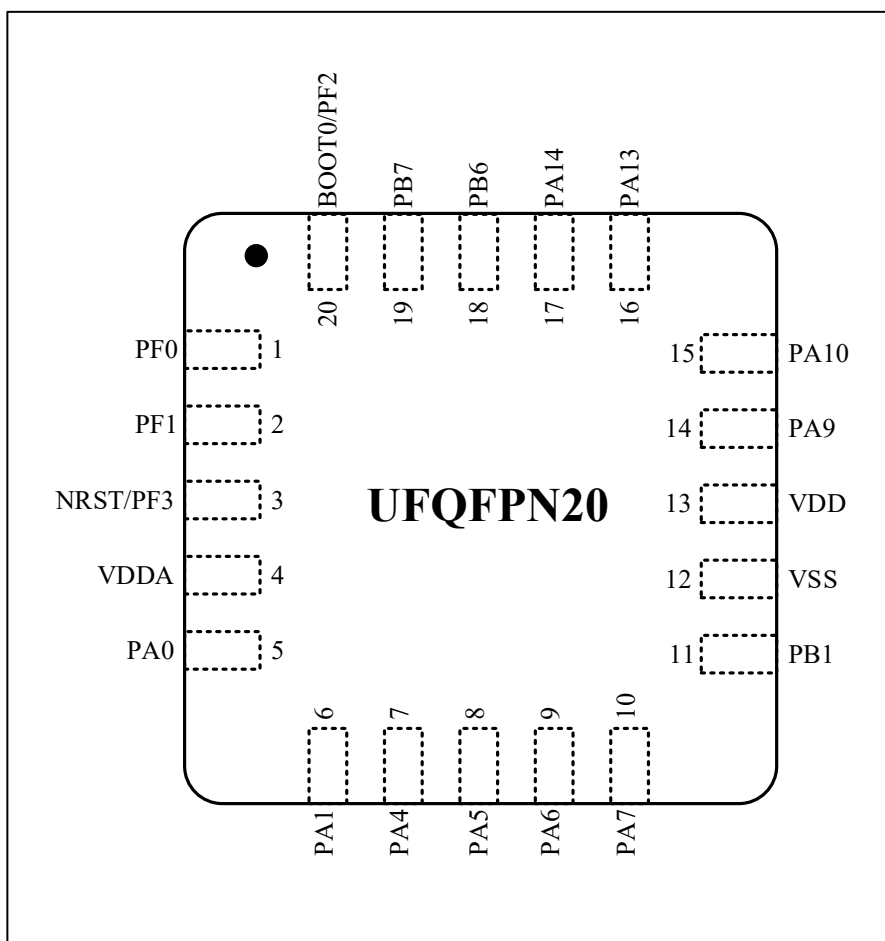 BOOT0/PF2
PB7
PB6
PA14
PA13
20
19
18
17
16
PF0 1
15 PA10
PF1 2
14 PA9
NRST/PF3 3
UFQFPN20
13 VDD
VDDA 4
12 VSS
PA0 5
11 PB1
6
7
8
9
10
PA1
PA4
PA5
PA6
PA7